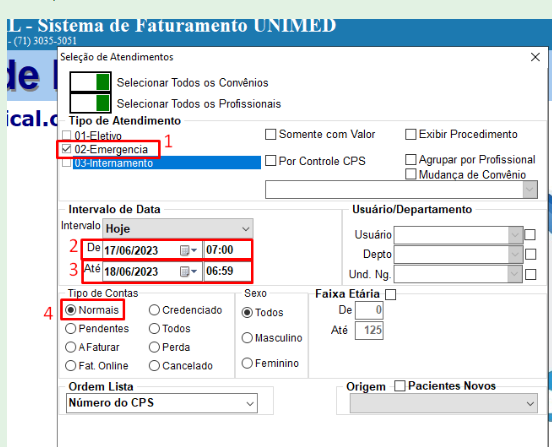 L - Sistema de Faturamento UNIMED
- (71) 3035-5051
de
ical.c
Seleção de Atendimentos
Selecionar Todos os Convênios
Selecionar Todos os Profissionais
Tipo de Atendimento
01-Eletivo
02-Emergencia 1
03-Internamento
Somente com Valor Exibir Procedimento
Por Controle CPS Agrupar por Profissional
Mudança de Convênio
Intervalo de Data
Intervalo Hoje
2 De 17/06/2023 07:00
3 Até 18/06/2023 06:59
Usuário/Departamento
Usuário
Depto
Und. Ng.
Tipo de Contas
4 Normais Credenciado
Pendentes Todos
AFaturar Perda
Fat. Online Cancelado
Sexo
Todos
Masculino
Feminino
Faixa Etária
De 0
Até 125
Ordem Lista
Número do CPS
Origem Pacientes Novos